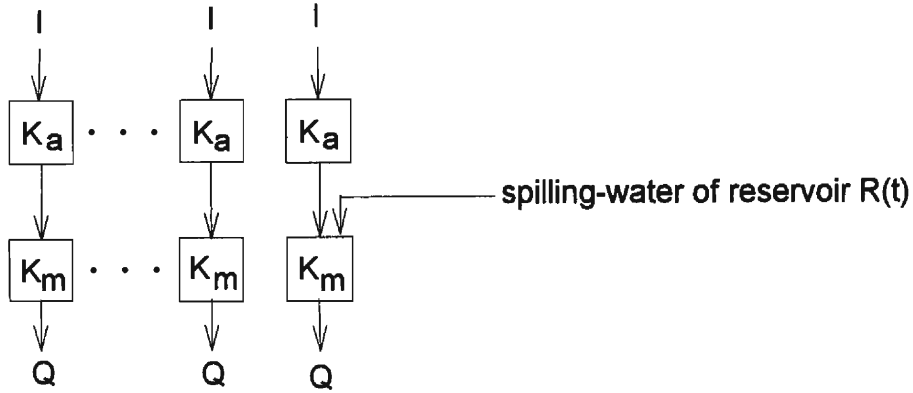 I I I
Ka · · · Ka Ka
spilling-water of reservoir R(t)
Km · · · Km Km
Q Q Q